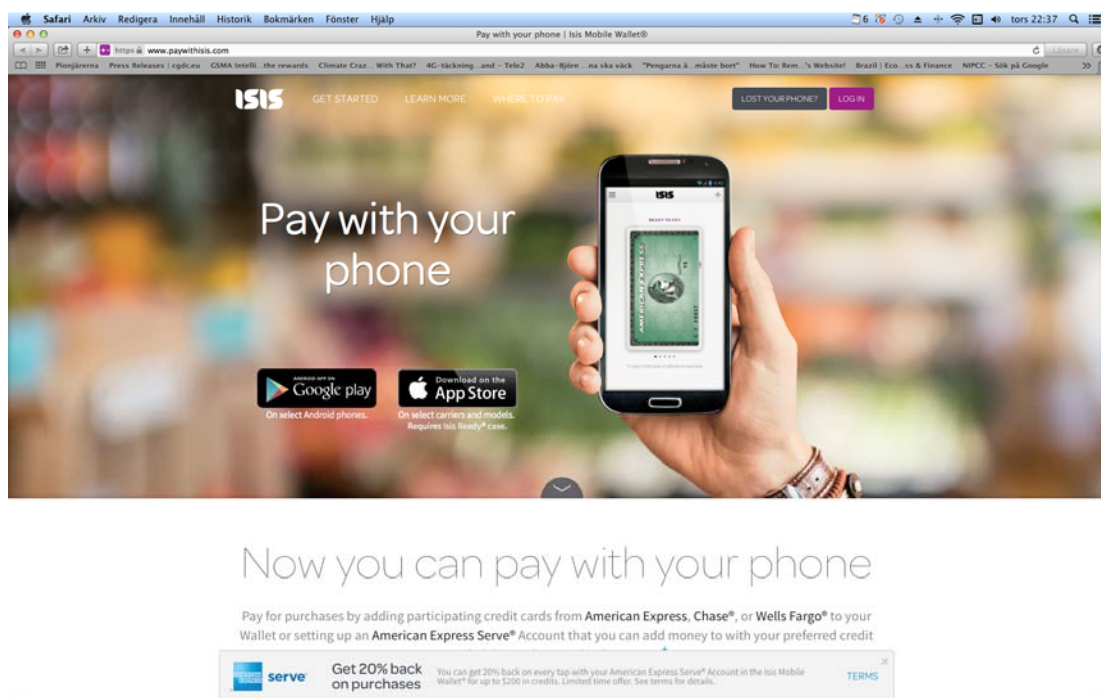 Safari Arkiv Redigera Innehåll Historik Bokmärken Fönster Hjälp
6 tors 22:37
Pay with your phone | Isis Mobile Wallet®
https www.paywithisis.com Läsare
Pionjärerna Press Releases | cgdc.eu GSMA Intelli...the rewards Climate Craz... With That? 4G-täckning...and – Tele2 Abba-Björn ...na ska väck "Pengarna ä...måste bort" How To: Rem...'s Website! Brazil | Eco...ss & Finance NIPCC – Sök på Google
ISIS GET STARTED LEARN MORE WHERE TO PAY LOST YOUR PHONE? LOG IN
Pay with your
phone
ISIS
READY TO PAY
AMERICAN EXPRESS
ANDROID APP ON
Google play
On select Android phones.
Download on the
App Store
On select carriers and models.
Requires Isis Ready® case.
Now you can pay with your phone
Pay for purchases by adding participating credit cards from American Express, Chase®, or Wells Fargo® to your
Wallet or setting up an American Express Serve® Account that you can add money to with your preferred credit
serve
Get 20% back
on purchases
You can get 20% back on every tap with your American Express Serve® Account in the Isis Mobile
Wallet® for up to $200 in credits. Limited time offer. See terms for details.
TERMS